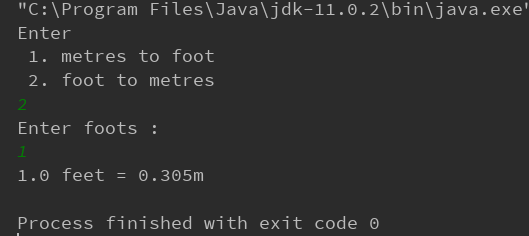 "C:\Program Files\Java\jdk-11.0.2\bin\java.exe"
Enter
1. metres to foot
2. foot to metres
2
Enter foots :
1
1.0 feet = 0.305m
Process finished with exit code 0